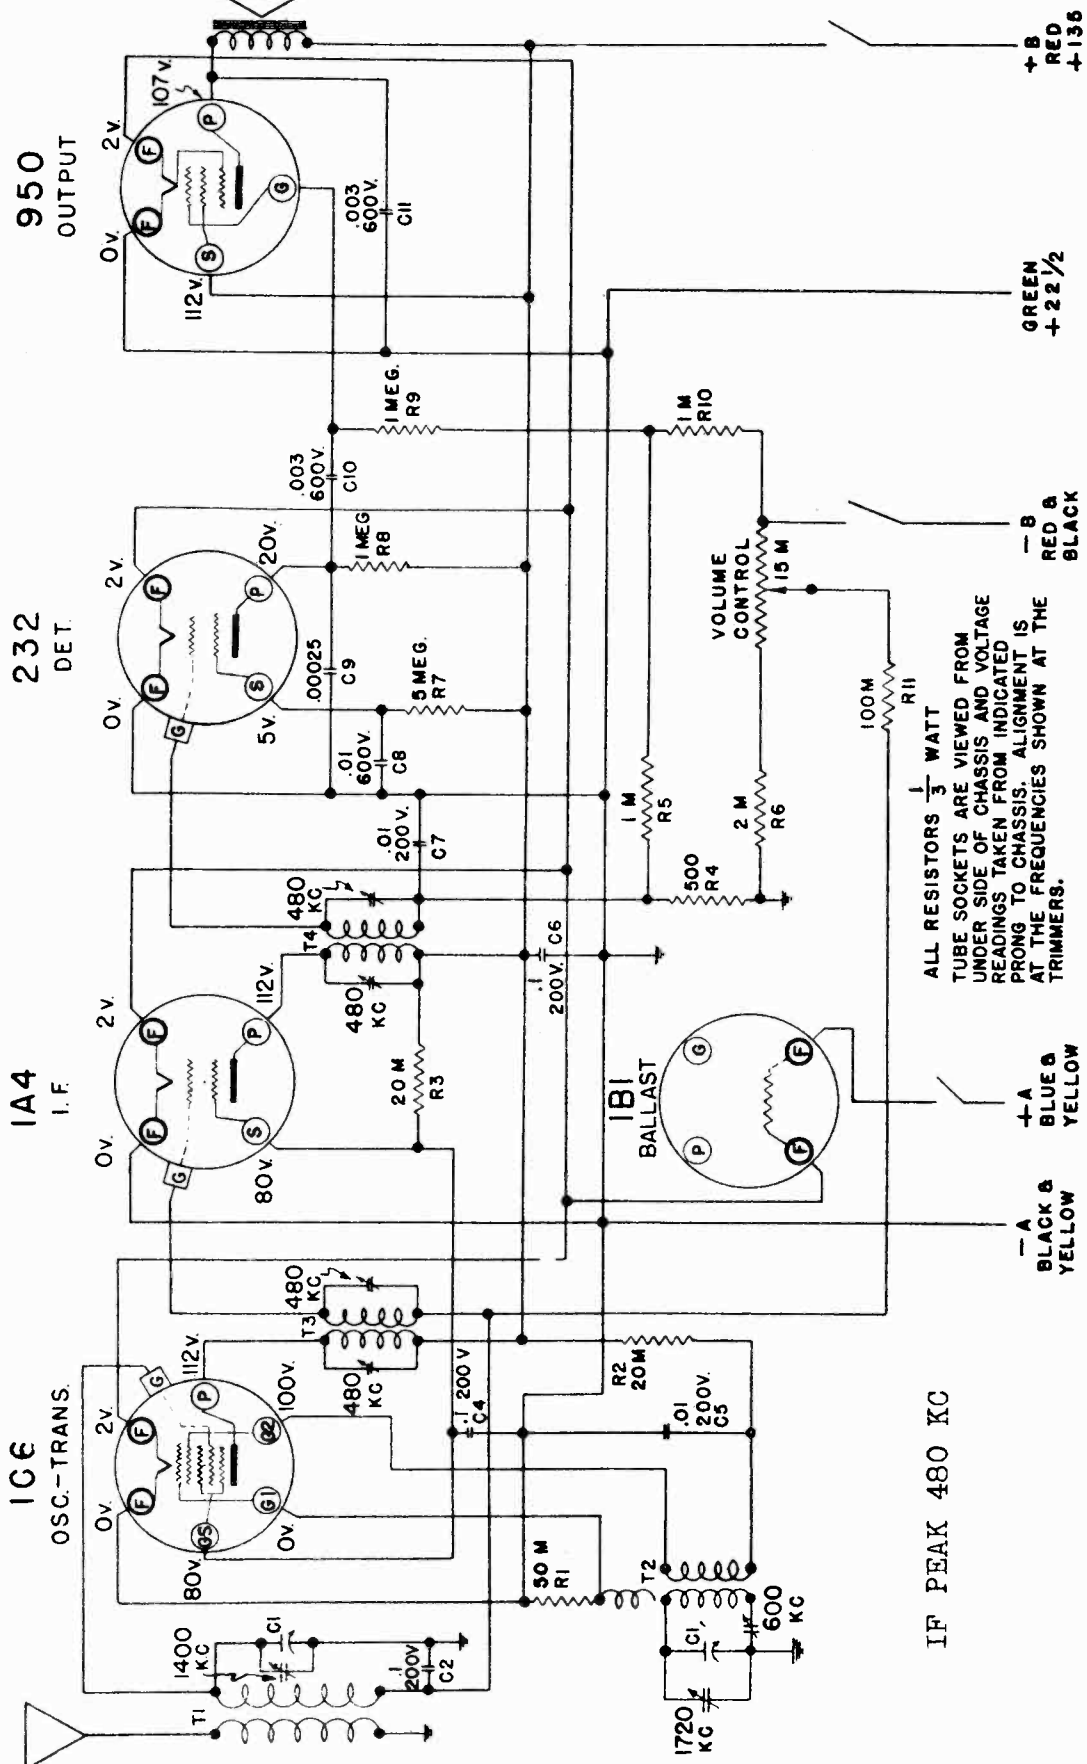 1C6
OSC.-TRANS.
1A4
I.F.
232
DET.
950
OUTPUT
0V.
2V.
G
F
F
G5
G1
G2
P
80V.
0V.
100V.
112V.
0V.
2V.
G
F
F
S
P
80V.
112V.
0V.
2V.
G
F
F
S
P
5V.
20V.
0V.
2V.
F
F
S
G
P
112V.
107V.
T1
1400
KC
C1
.1
200V
C2
50 M
R1
T2
1720
KC
C1,
600
KC
480
KC
T3
480
KC
.1 200 V
C4
R2
20M
.01
200V.
C5
20 M
R3
480
KC
T4
480
KC
.1
200V.
C6
.01
200V.
C7
.01
600V.
C8
.00025
C9
5 MEG.
R7
1 MEG
R8
.003
600V.
C10
1 MEG.
R9
.003
600V.
C11
1 M
R5
500
R4
2 M
R6
VOLUME
CONTROL
15 M
1 M
R10
100M
R11
1B1
BALLAST
P
G
F
F
ALL RESISTORS 1/3 WATT
TUBE SOCKETS ARE VIEWED FROM
UNDER SIDE OF CHASSIS AND VOLTAGE
READINGS TAKEN FROM INDICATED
PRONG TO CHASSIS. ALIGNMENT IS
AT THE FREQUENCIES SHOWN AT THE
TRIMMERS.
IF PEAK 480 KC
-A
BLACK &
YELLOW
+A
BLUE &
YELLOW
-B
RED &
BLACK
GREEN
+22 1/2
+B
RED
+135